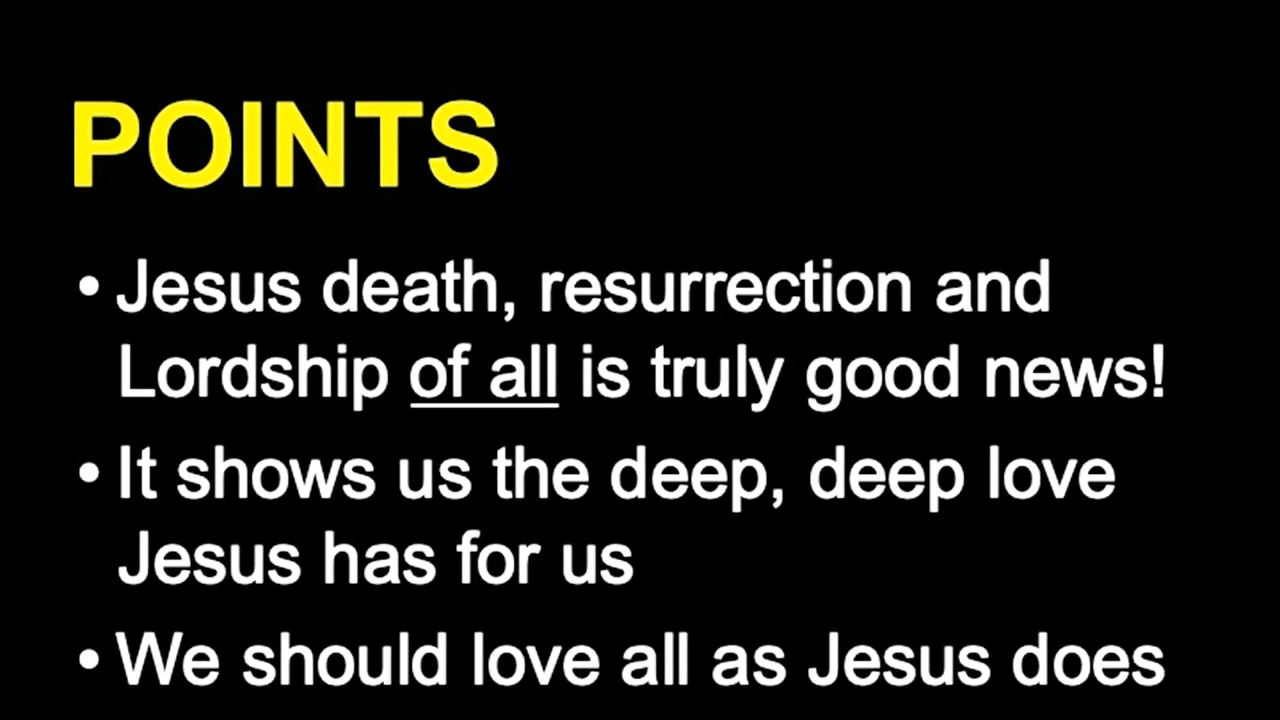 POINTS
• Jesus death, resurrection and
Lordship of all is truly good news!
• It shows us the deep, deep love
Jesus has for us
• We should love all as Jesus does